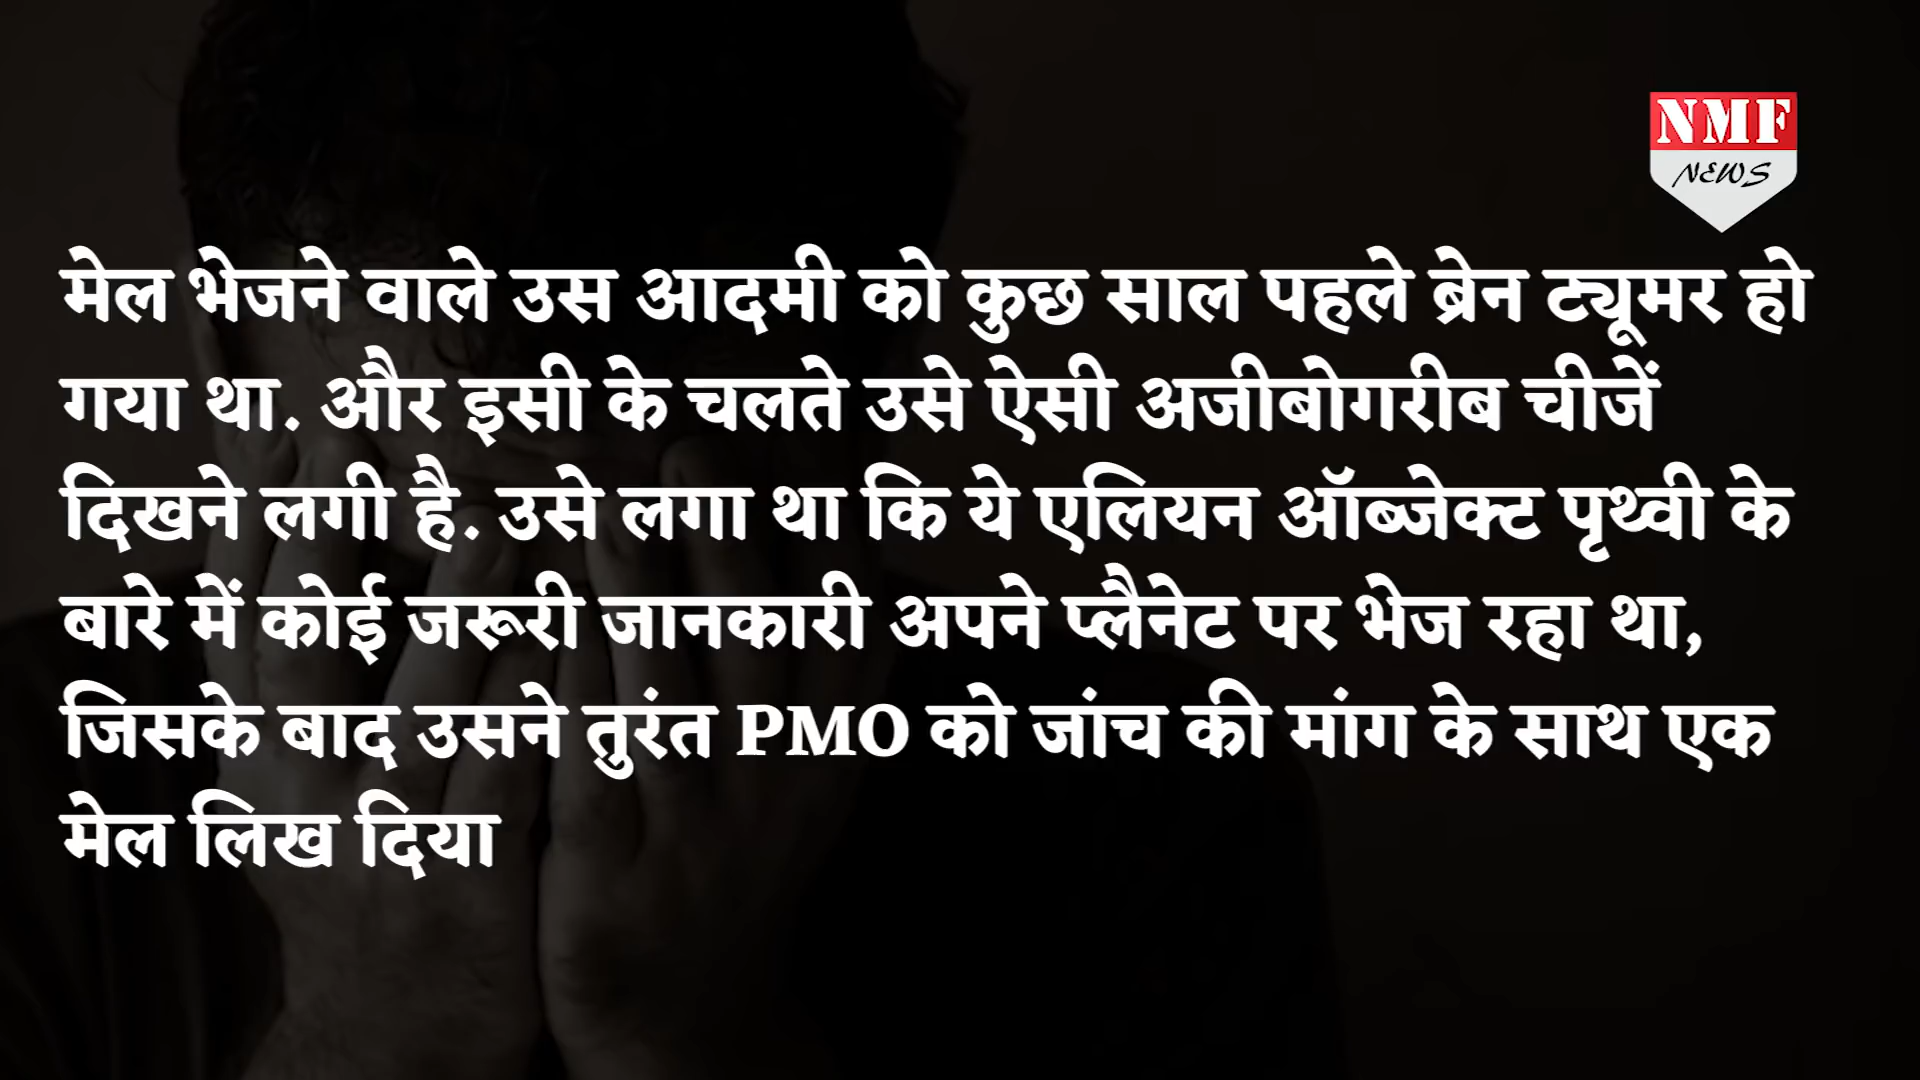 NMF
NEWS
मेल भेजने वाले उस आदमी को कुछ साल पहले ब्रेन ट्यूमर हो
गया था. और इसी के चलते उसे ऐसी अजीबोगरीब चीजें
दिखने लगी है. उसे लगा था कि ये एलियन ऑब्जेक्ट पृथ्वी के
बारे में कोई जरूरी जानकारी अपने प्लैनेट पर भेज रहा था,
जिसके बाद उसने तुरंत PMO को जांच की मांग के साथ एक
मेल लिख दिया